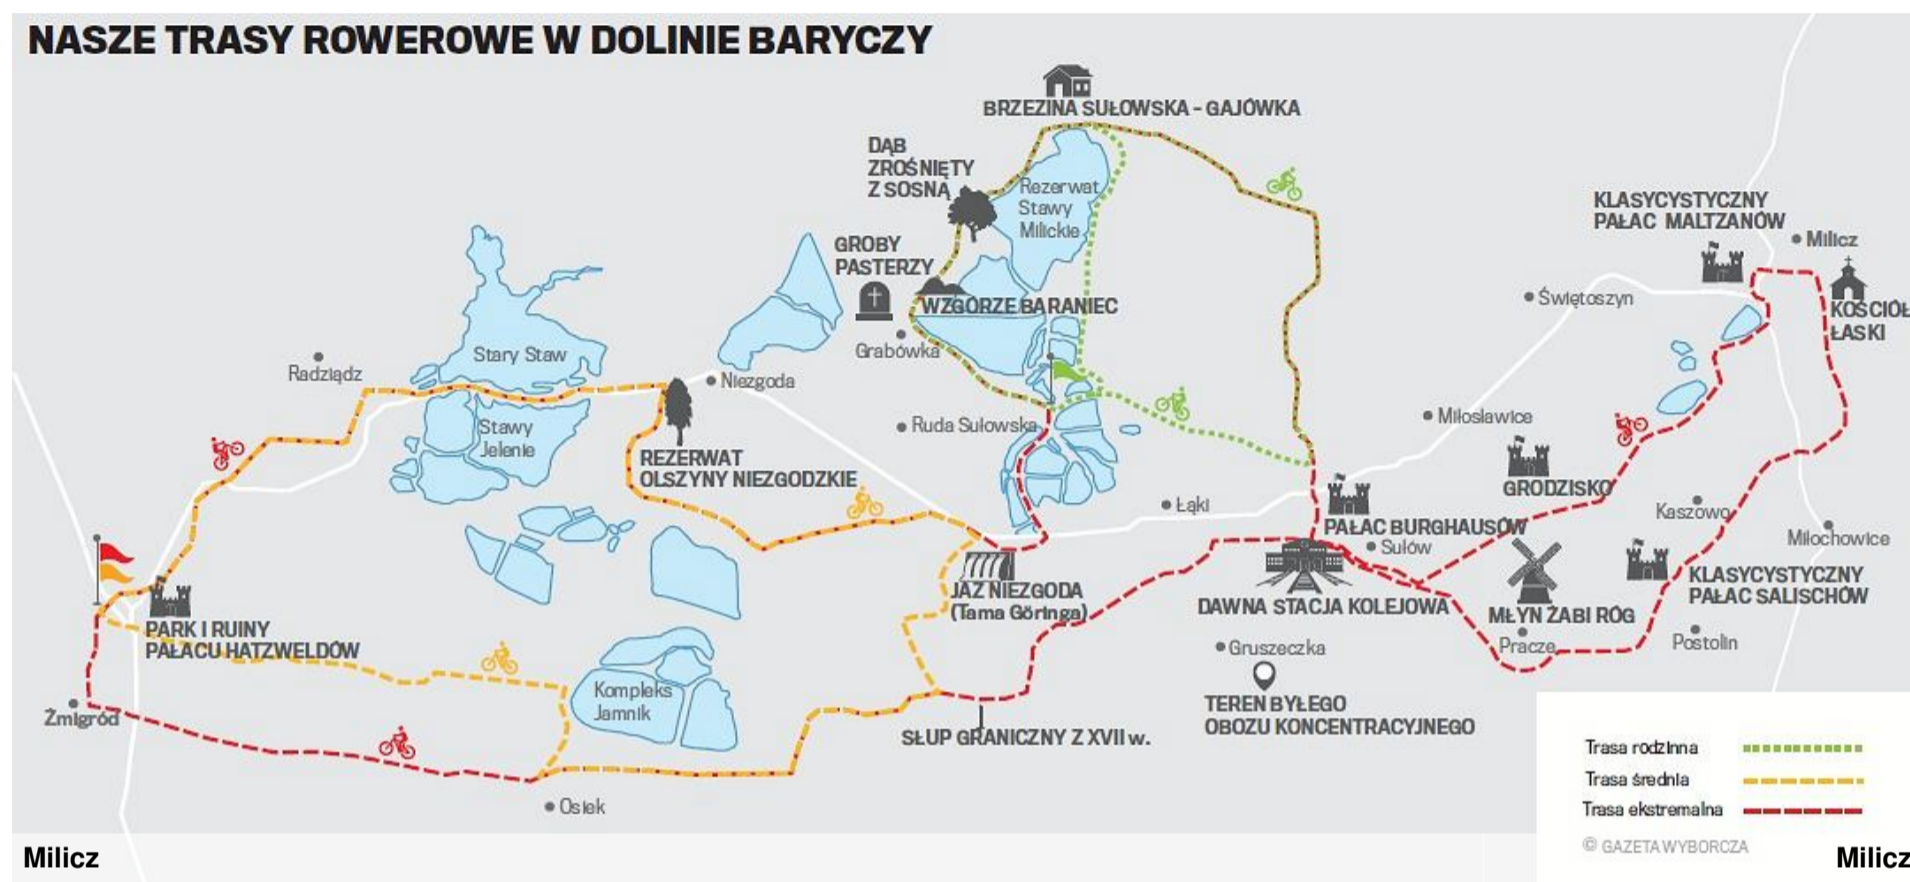 NASZE TRASY ROWEROWE W DOLINIE BARYCZY
BRZEZINA SUŁOWSKA - GAJÓWKA
DĄB
ZROŚNIĘTY
Z SOSNĄ
Rezerwat
Stawy
Milickie
KLASYCYSTYCZNY
PAŁAC MALTZANÓW
Milicz
GROBY
PASTERZY
WZGÓRZE BARANIEC
Świętoszyn
KOŚCIÓŁ
ŁASKI
Grabówka
Stary Staw
Radziądz
Niezgoda
Stawy
Jelenie
Ruda Sułowska
Miłosławice
REZERWAT
OLSZYNY NIEZGODZKIE
GRODZISKO
Łąki
Kaszowo
PAŁAC BURGHAUSÓW
Sułów
Miłochowice
JAZ NIEZGODA
(Tama Göringa)
DAWNA STACJA KOLEJOWA
MŁYN ŻABI RÓG
KLASYCYSTYCZNY
PAŁAC SALISCHÓW
PARK I RUINY
PAŁACU HATZWELDÓW
Pracze
Postolin
Gruszeczka
Kompleks
Jamnik
TEREN BYŁEGO
OBOZU KONCENTRACYJNEGO
Żmigród
SŁUP GRANICZNY Z XVII w.
Osiek
Trasa rodzinna
Trasa średnia
Trasa ekstremalna
© GAZETA WYBORCZA
Milicz
Milicz